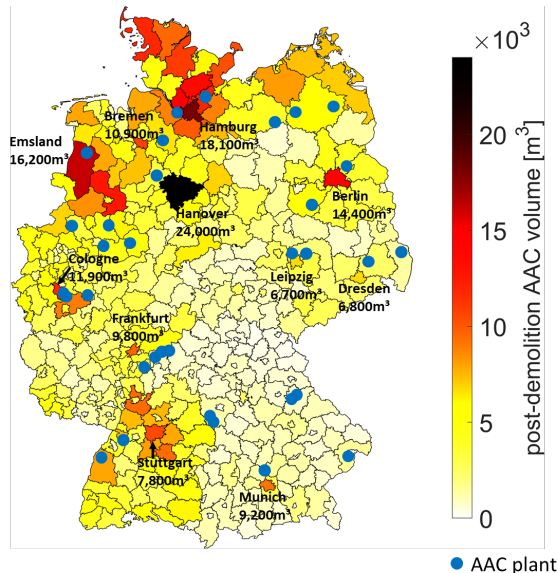 ×10³
Bremen
10,900m³
Hamburg
18,100m³
Emsland
16,200m³
Berlin
14,400m³
Hanover
24,000m³
Cologne
11,900m³
Leipzig
6,700m³
Dresden
6,800m³
Frankfurt
9,800m³
Stuttgart
7,800m³
Munich
9,200m³
20
15
10
5
0
post-demolition AAC volume [m³]
AAC plant